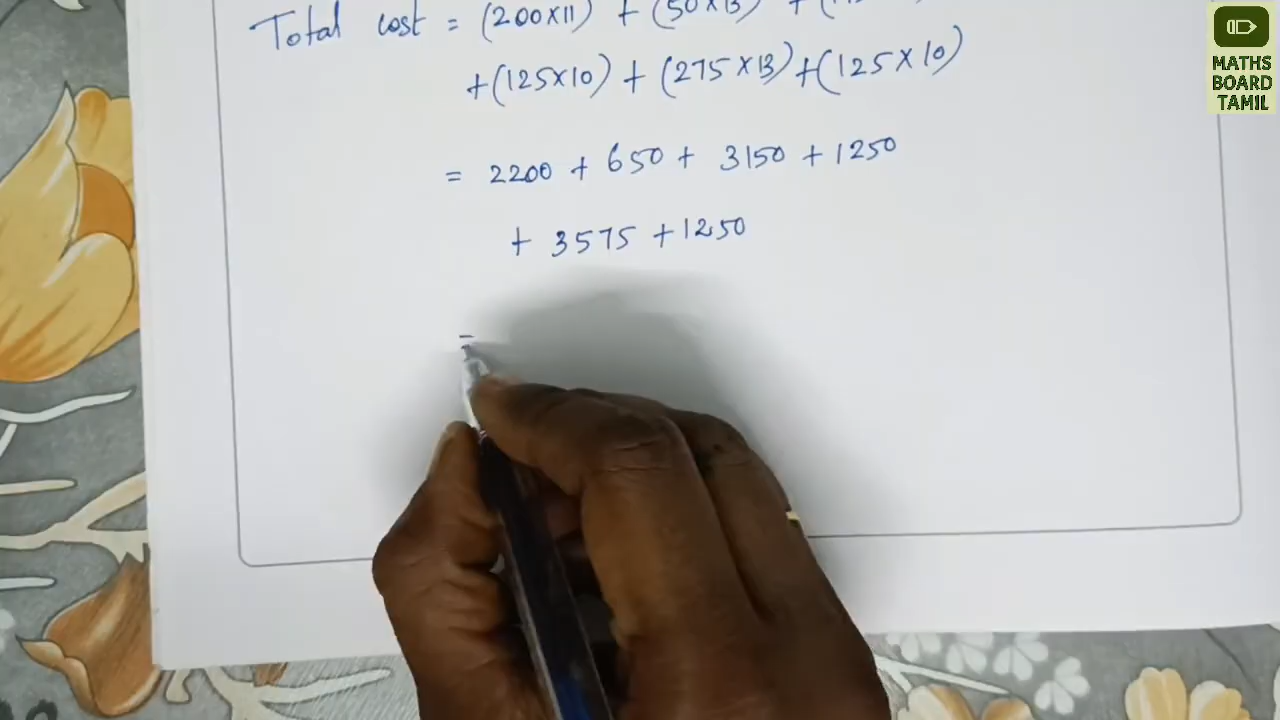 Total cost = (200×11) + (50×13) + (
+(125×10) + (275×13) +(125×10)
= 2200 + 650 + 3150 + 1250
+ 3575 +1250
=
MATHS
BOARD
TAMIL